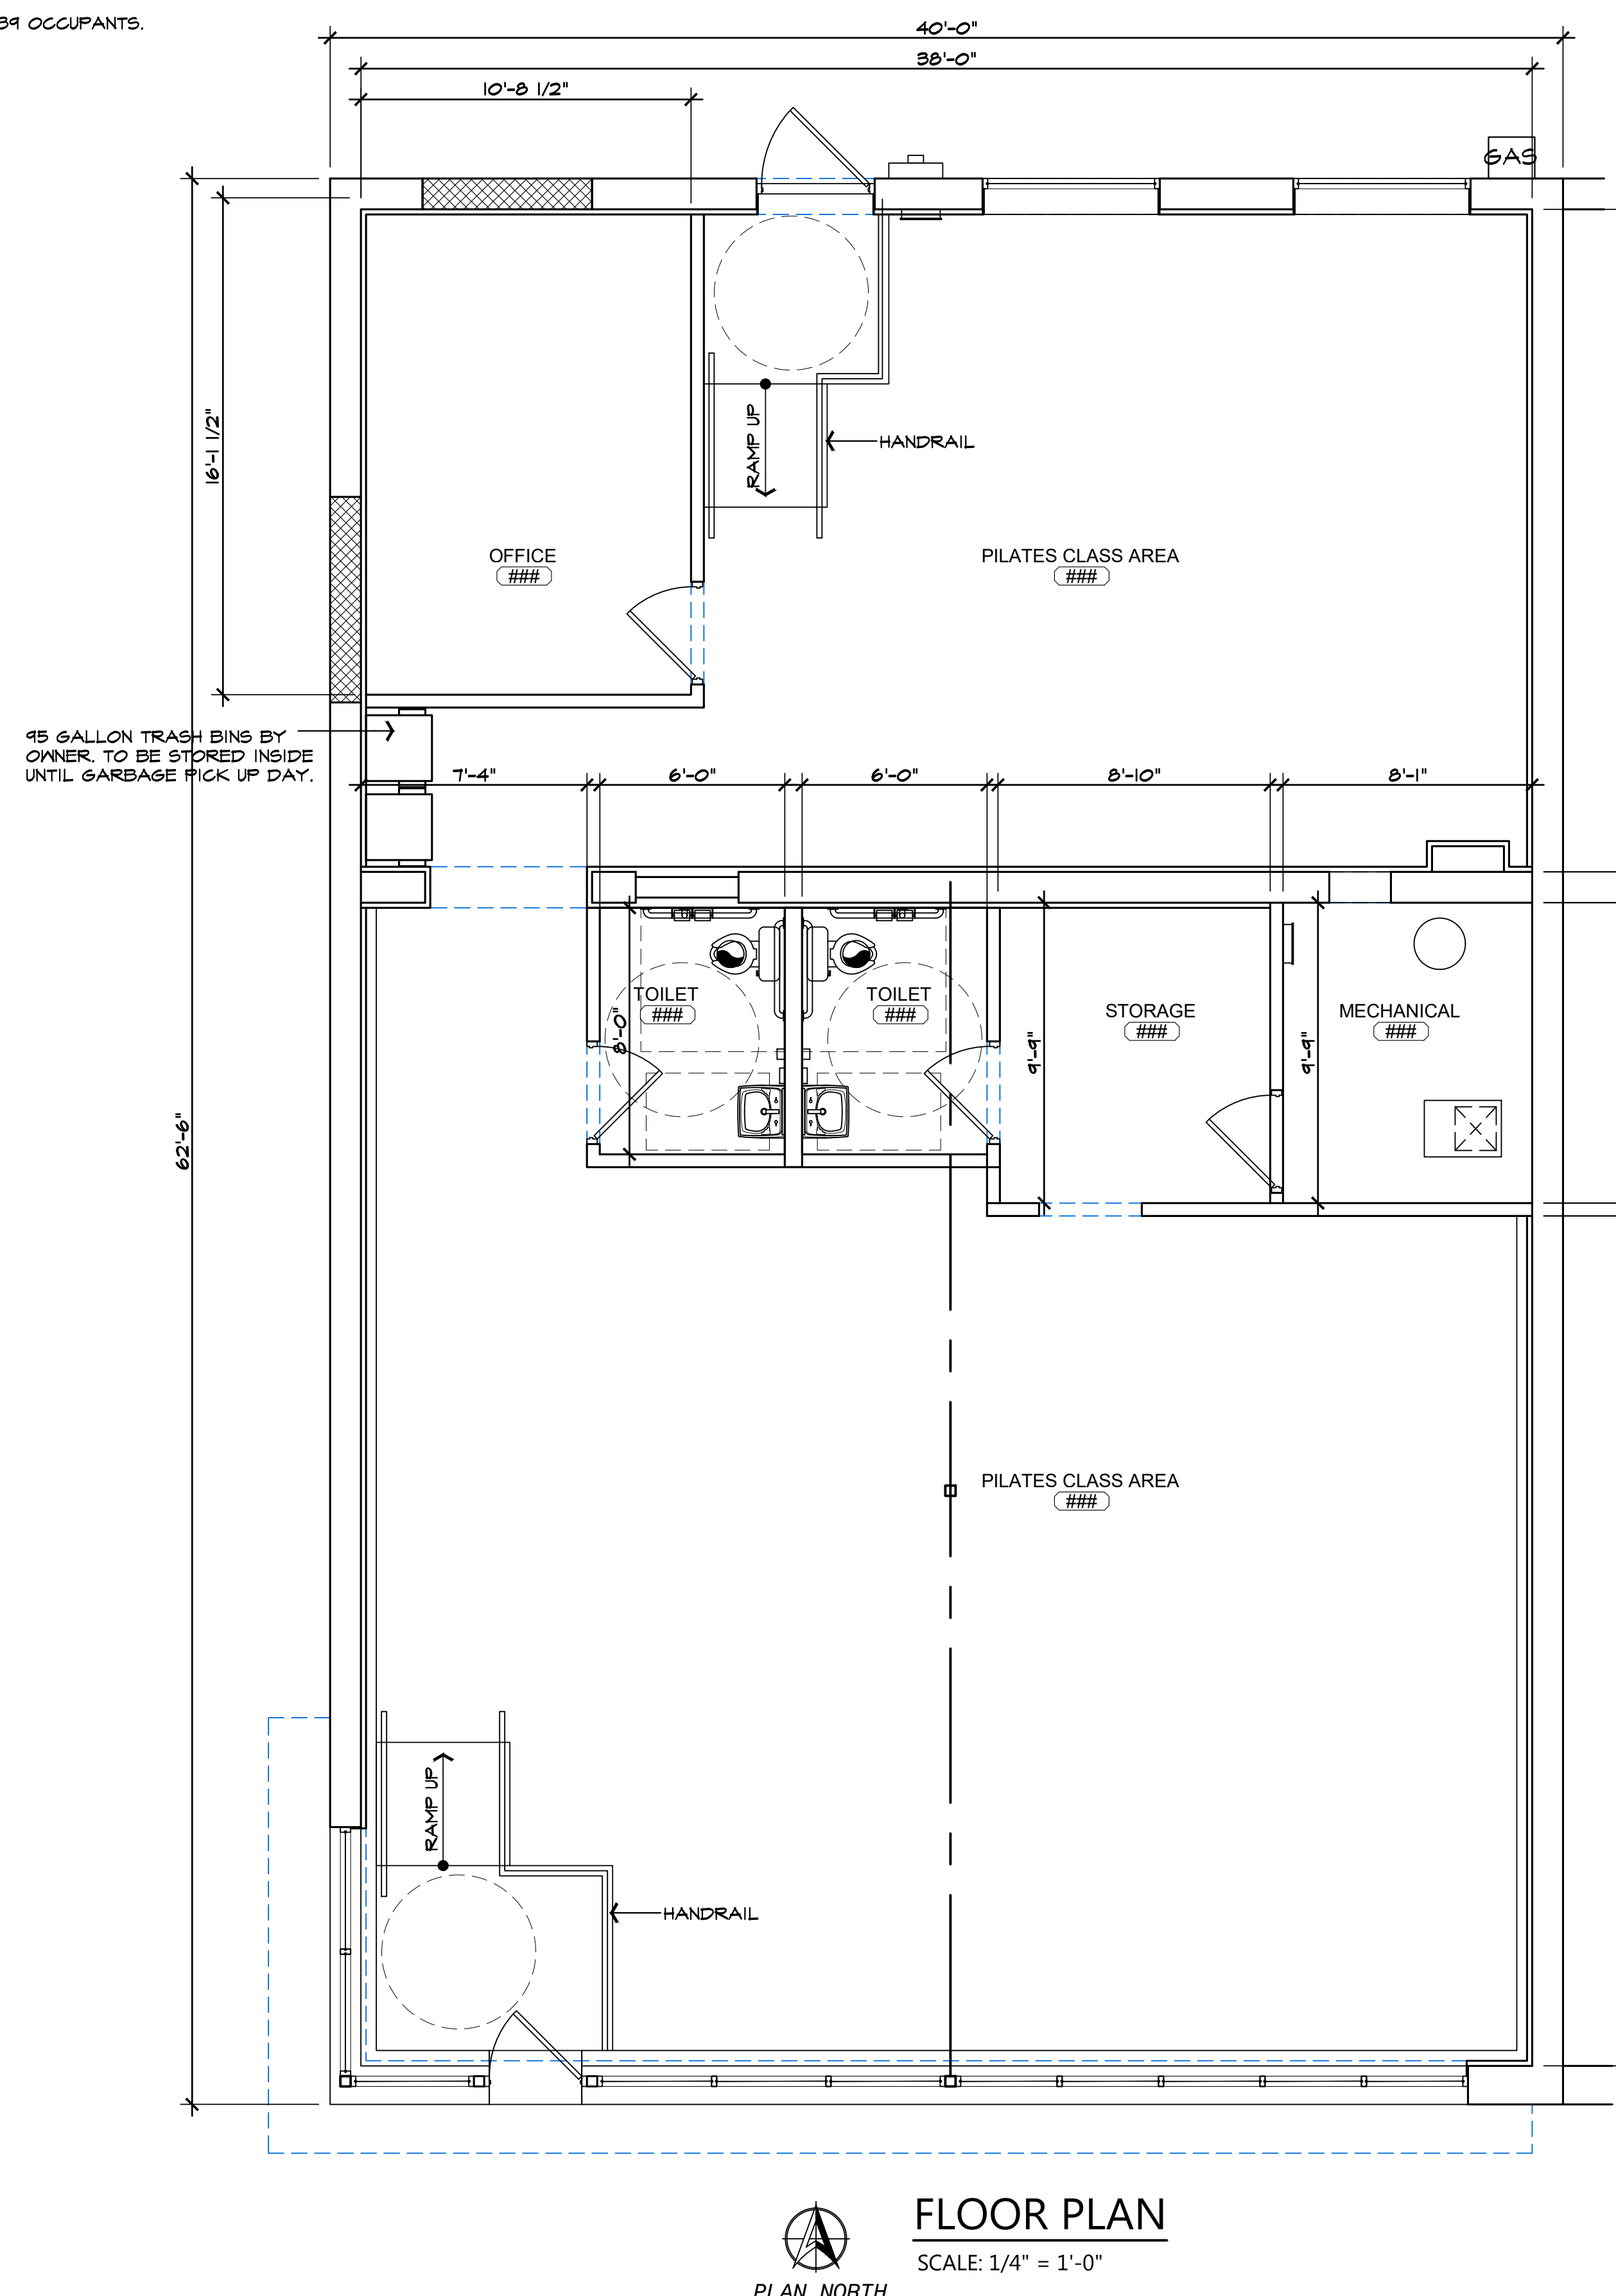 39 OCCUPANTS.
40'-0"
38'-0"
10'-8 1/2"
GAS
16'-1 1/2"
RAMP UP
HANDRAIL
OFFICE
###
PILATES CLASS AREA
###
95 GALLON TRASH BINS BY
OWNER. TO BE STORED INSIDE
UNTIL GARBAGE PICK UP DAY.
7'-4"
6'-0"
6'-0"
8'-10"
8'-1"
TOILET
###
8'-0"
TOILET
###
STORAGE
###
9'-9"
MECHANICAL
###
9'-9"
62'-6"
PILATES CLASS AREA
###
RAMP UP
HANDRAIL
FLOOR PLAN
SCALE: 1/4" = 1'-0"
PLAN NORTH